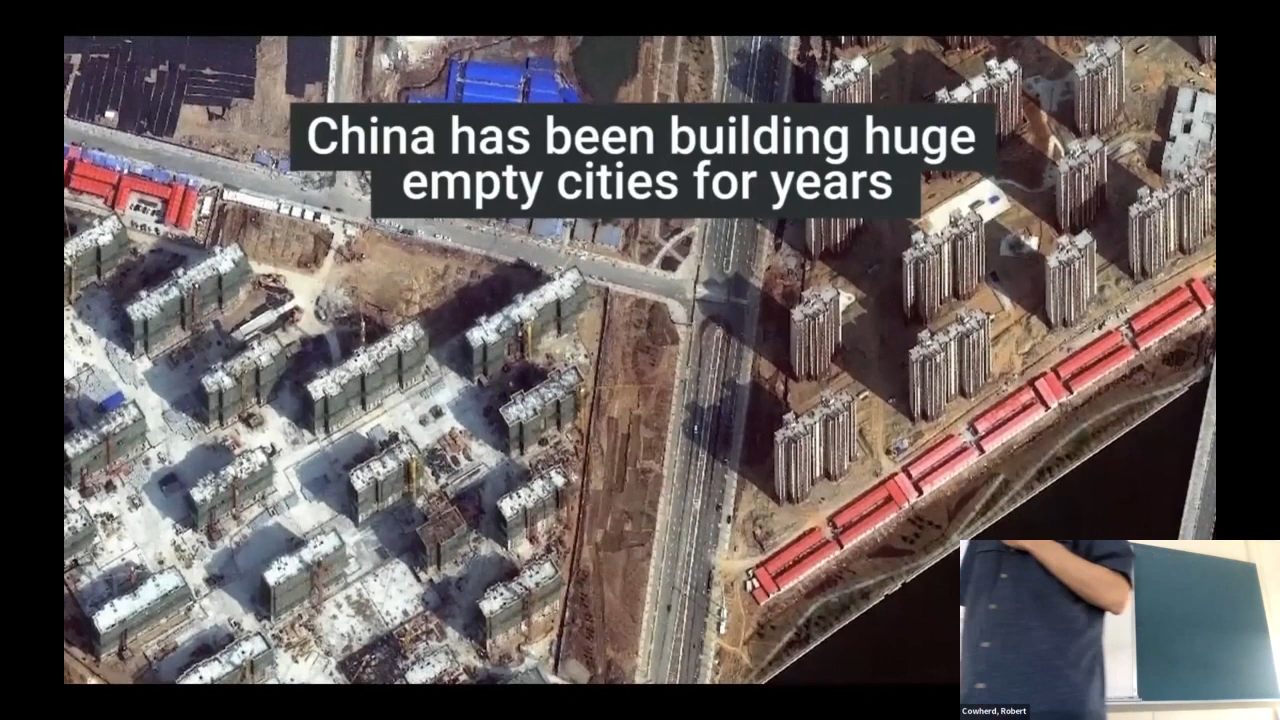 China has been building huge
empty cities for years
Cowherd, Robert